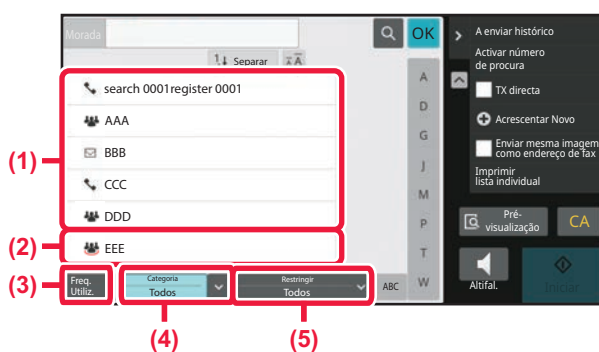 Morada
OK
A enviar histórico
1↓ Separar
Activar número
de procura
search 0001register 0001
A
TX directa
AAA
D
Acrescentar Novo
G
BBB
Enviar mesma imagem
como endereço de fax
(1)
J
CCC
Imprimir
lista individual
M
DDD
P
Pré-
visualização
CA
(2)
EEE
T
(3)
Freq.
Utiliz.
Categoria
Todos
Restringir
Todos
ABC
W
Altifal.
Iniciar
(4)
(5)